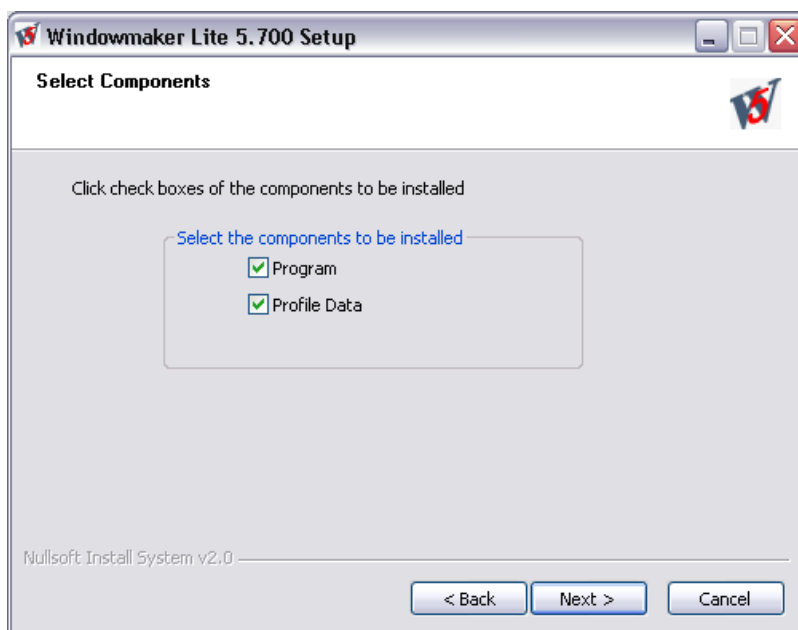 Windowmaker Lite 5.700 Setup
Select Components
Click check boxes of the components to be installed
Select the components to be installed
Program
Profile Data
Nullsoft Install System v2.0
< Back Next > Cancel